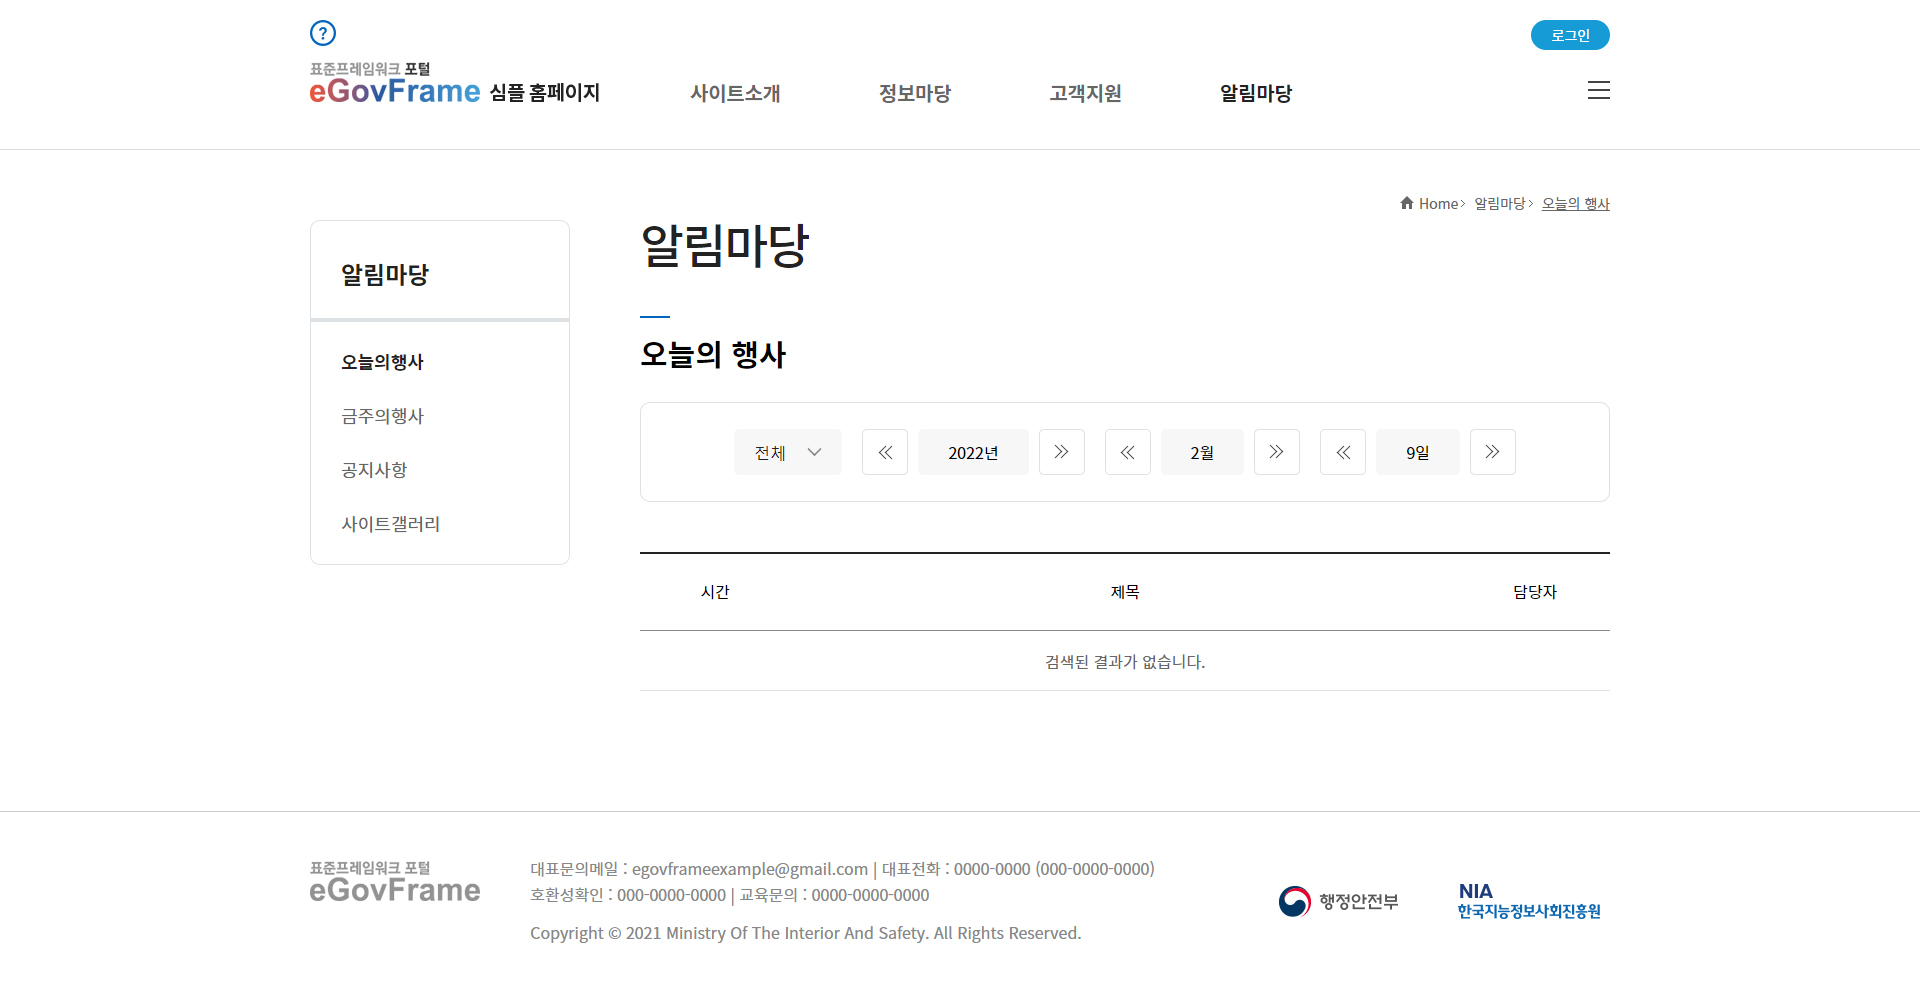 ?
로그인
표준프레임워크 포털
eGovFrame 심플 홈페이지
사이트소개 정보마당 고객지원 알림마당
Home > 알림마당 > 오늘의 행사
알림마당
오늘의행사
금주의행사
공지사항
사이트갤러리
알림마당
오늘의 행사
전체 2022년 2월 9일
시간 제목 담당자
검색된 결과가 없습니다.
표준프레임워크 포털
eGovFrame
대표문의메일 : egovframeexample@gmail.com | 대표전화 : 0000-0000 (000-0000-0000)
호환성확인 : 000-0000-0000 | 교육문의 : 0000-0000-0000
Copyright © 2021 Ministry Of The Interior And Safety. All Rights Reserved.
행정안전부
NIA
한국지능정보사회진흥원